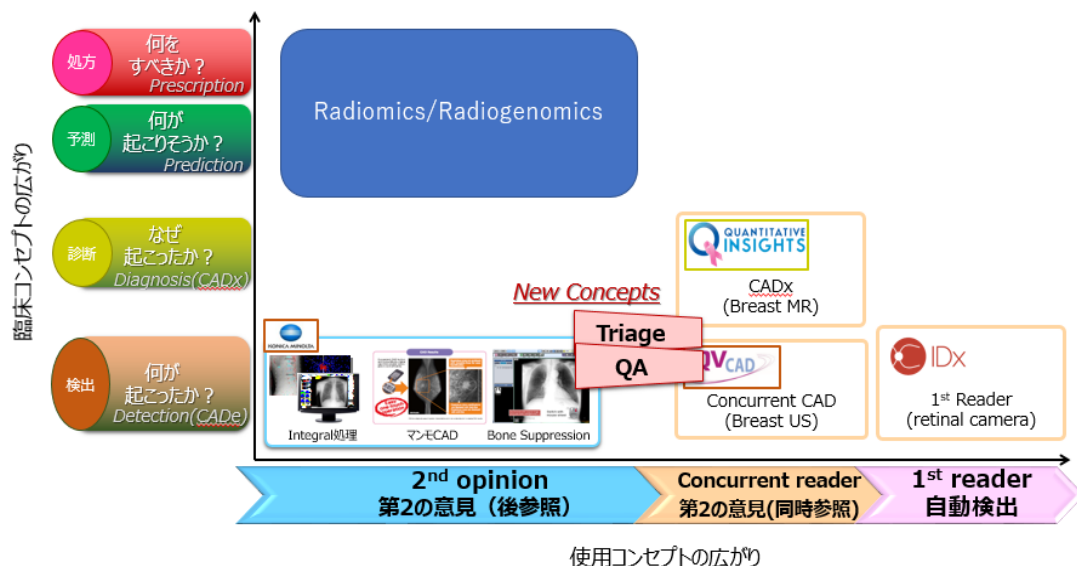 臨床コンセプトの広がり
処方
何を
すべきか?
Prescription
予測
何が
起こりそうか?
Prediction
診断
なぜ
起こったか?
Diagnosis(CADx)
検出
何が
起こったか?
Detection(CADe)
Radiomics/Radiogenomics
New Concepts
Triage
QA
KONICA MINOLTA
Integral処理
マンモCAD
Bone Suppression
QUANTITATIVE
INSIGHTS
CADx
(Breast MR)
QVCAD
Concurrent CAD
(Breast US)
IDx
1st Reader
(retinal camera)
2nd opinion
第2の意見(後参照)
Concurrent reader
第2の意見(同時参照)
1st reader
自動検出
使用コンセプトの広がり